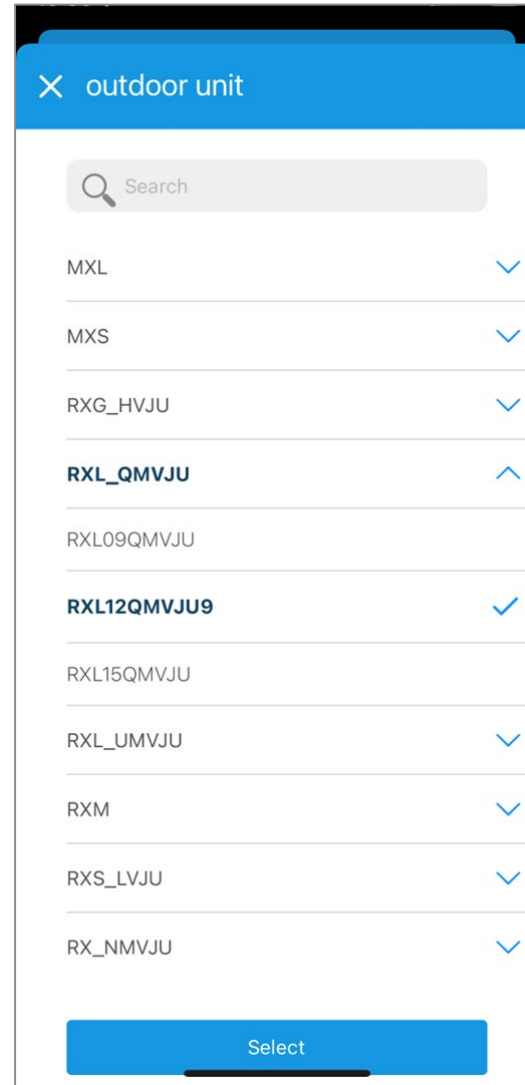 outdoor unit
Search
MXL
MXS
RXG_HVJU
RXL_QMVJU
RXL09QMVJU
RXL12QMVJU9
RXL15QMVJU
RXL_UMVJU
RXM
RXS_LVJU
RX_NMVJU
Select